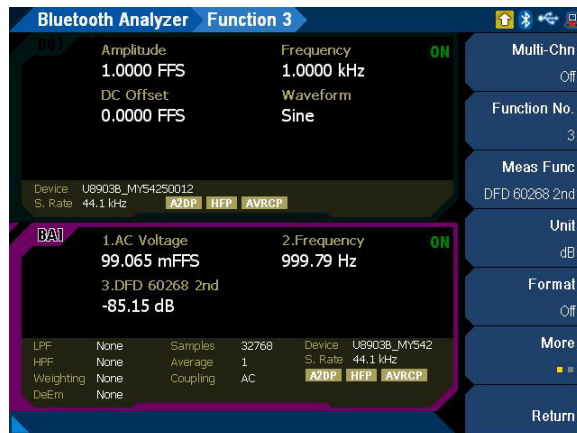 Bluetooth Analyzer Function 3
BG1
Amplitude Frequency ON
1.0000 FFS 1.0000 kHz
DC Offset Waveform
0.0000 FFS Sine
Device U8903B_MY54250012
S. Rate 44.1 kHz A2DP HFP AVRCP
BA1
1.AC Voltage 2.Frequency ON
99.065 mFFS 999.79 Hz
3.DFD 60268 2nd
-85.15 dB
LPF None Samples 32768 Device U8903B_MY542
HPF None Average 1 S. Rate 44.1 kHz
Weighting None Coupling AC A2DP HFP AVRCP
DeEm None
Multi-Chn
Off
Function No.
3
Meas Func
DFD 60268 2nd
Unit
dB
Format
Off
More
Return